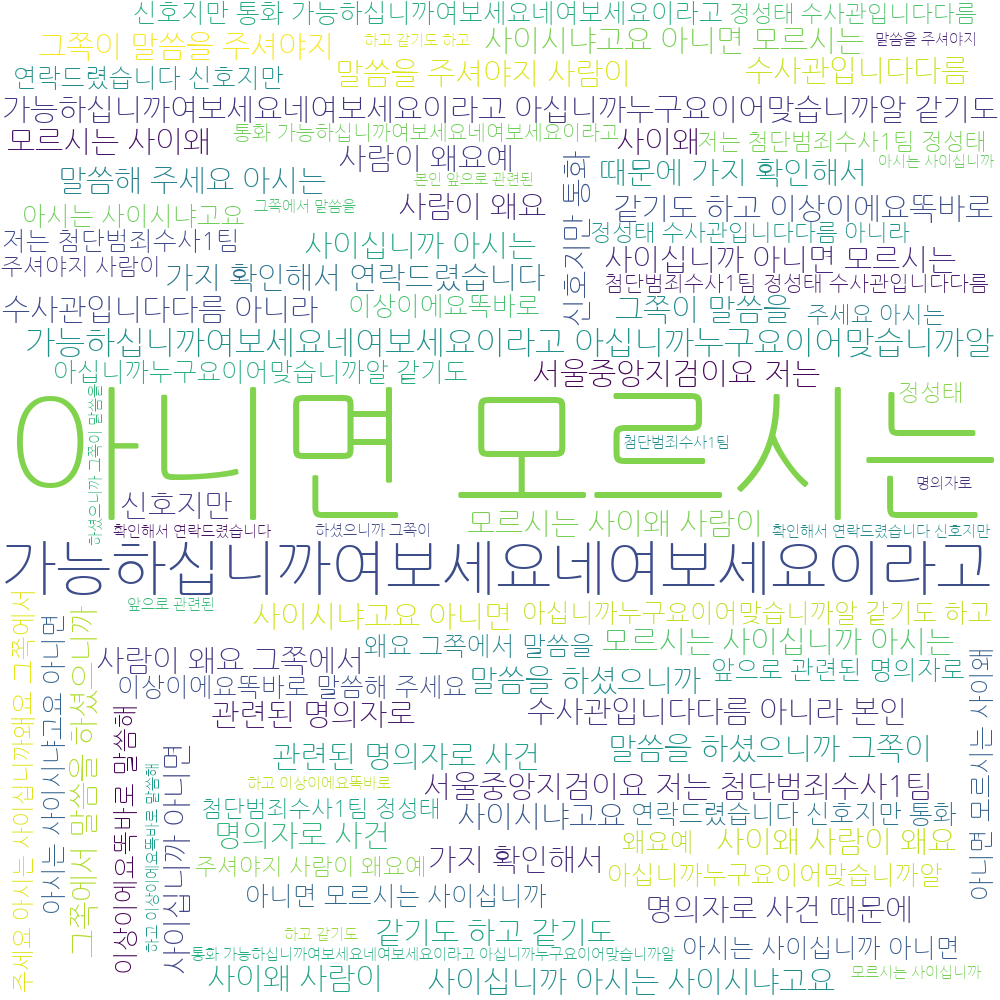 신호지만 통화 가능하십니까여보세요네여보세요이라고
정성태 수사관입니다다름
그쪽이 말씀을 주셔야지
하고 같기도 하고
사이시냐고요 아니면 모르시는
말씀을 주셔야지
연락드렸습니다 신호지만
말씀을 주셔야지 사람이
수사관입니다다름
가능하십니까여보세요네여보세요이라고 아십니까누구요이어맞습니까알 같기도
모르시는 사이왜
통화 가능하십니까여보세요네여보세요이라고
사이왜
저는 첨단범죄수사1팀 정성태
사람이 왜요예
아시는 사이십니까
말씀해 주세요 아시는
본인 앞으로 관련된
신호지만 통화
때문에 가지 확인해서
아시는 사이시냐고요
그쪽에서 말씀을
사람이 왜요
같기도 하고 이상이에요똑바로
저는 첨단범죄수사1팀
사이십니까 아시는
정성태 수사관입니다다름 아니라
주셔야지 사람이
가지 확인해서 연락드렸습니다
사이십니까 아니면 모르시는
첨단범죄수사1팀 정성태 수사관입니다다름
수사관입니다다름 아니라
이상이에요똑바로
그쪽이 말씀을
주세요 아시는
가능하십니까여보세요네여보세요이라고 아십니까누구요이어맞습니까알
아십니까누구요이어맞습니까알 같기도
서울중앙지검이요 저는
하셨으니까 그쪽이 말씀을
아니면 모르시는
정성태
첨단범죄수사1팀
명의자로
신호지만
확인해서 연락드렸습니다
하셨으니까 그쪽이
모르시는 사이왜 사람이
확인해서 연락드렸습니다 신호지만
가능하십니까여보세요네여보세요이라고
앞으로 관련된
사이시냐고요 아니면
아십니까누구요이어맞습니까알 같기도 하고
주세요 아시는 사이십니까왜요 그쪽에서
아시는 사이시냐고요 아니면
그쪽에서 말씀을 하셨으니까
사람이 왜요 그쪽에서
왜요 그쪽에서 말씀을
모르시는 사이십니까 아시는
이상이에요똑바로 말씀해 주세요
말씀을 하셨으니까
앞으로 관련된 명의자로
아니면 모르시는 사이왜
이상이에요똑바로 말씀해
관련된 명의자로
수사관입니다다름 아니라 본인
사이십니까 아니면
관련된 명의자로 사건
말씀을 하셨으니까 그쪽이
하고 이상이에요똑바로 말씀해
하고 이상이에요똑바로
서울중앙지검이요 저는 첨단범죄수사1팀
첨단범죄수사1팀 정성태
사이시냐고요
연락드렸습니다 신호지만 통화
명의자로 사건
왜요예
사이왜 사람이 왜요
주셔야지 사람이 왜요예
가지 확인해서
아십니까누구요이어맞습니까알
아니면 모르시는 사이십니까
명의자로 사건 때문에
하고 같기도
같기도 하고 같기도
통화 가능하십니까여보세요네여보세요이라고 아십니까누구요이어맞습니까알
아시는 사이십니까 아니면
사이왜 사람이
사이십니까 아시는 사이시냐고요
모르시는 사이십니까